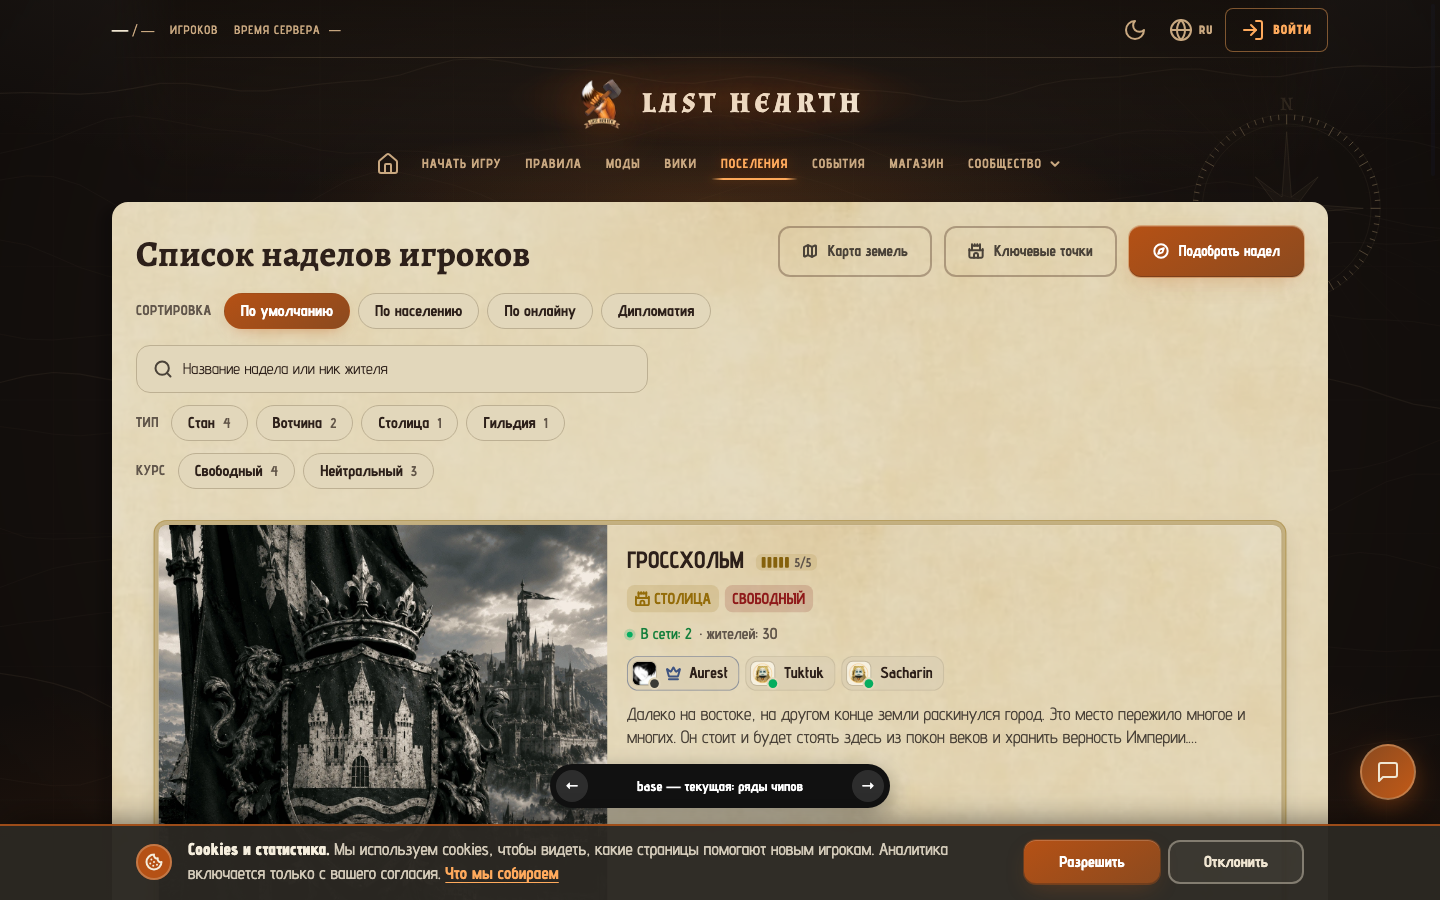 — / — ИГРОКОВ ВРЕМЯ СЕРВЕРА —
RU ВОЙТИ
N
LAST HEARTH
НАЧАТЬ ИГРУ ПРАВИЛА МОДЫ ВИКИ ПОСЕЛЕНИЯ СОБЫТИЯ МАГАЗИН СООБЩЕСТВО
Список наделов игроков
Карта земель Ключевые точки Подобрать надел
СОРТИРОВКА По умолчанию По населению По онлайну Дипломатия
Название надела или ник жителя
ТИП Стан 4 Вотчина 2 Столица 1 Гильдия 1
КУРС Свободный 4 Нейтральный 3
ГРОССХОЛЬМ 5/5
СТОЛИЦА СВОБОДНЫЙ
В сети: 2 · жителей: 30
Aurest Tuktuk Sacharin
Далеко на востоке, на другом конце земли раскинулся город. Это место пережило многое и
многих. Он стоит и будет стоять здесь из покон веков и хранить верность Империи....
← base — текущая: ряды чипов →
Cookies и статистика. Мы используем cookies, чтобы видеть, какие страницы помогают новым игрокам. Аналитика
включается только с вашего согласия. Что мы собираем
Разрешить Отклонить